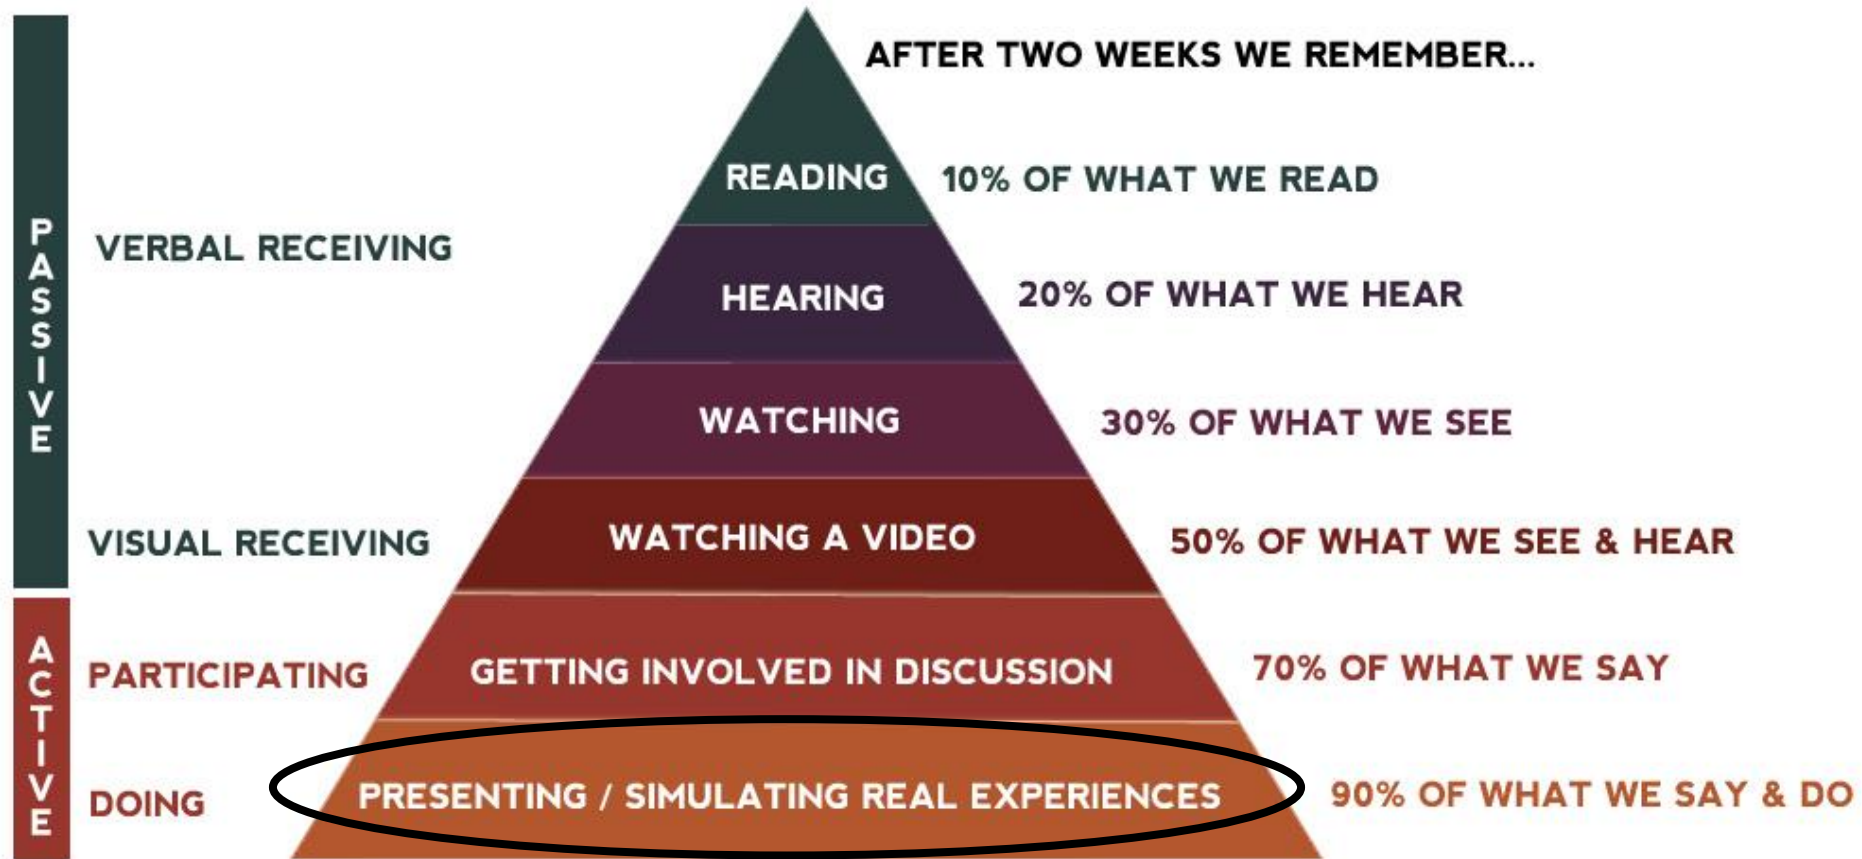 AFTER TWO WEEKS WE REMEMBER...
READING
10% OF WHAT WE READ
PASSIVE
VERBAL RECEIVING
HEARING
20% OF WHAT WE HEAR
WATCHING
30% OF WHAT WE SEE
VISUAL RECEIVING
WATCHING A VIDEO
50% OF WHAT WE SEE & HEAR
ACTIVE
PARTICIPATING
GETTING INVOLVED IN DISCUSSION
70% OF WHAT WE SAY
DOING
PRESENTING / SIMULATING REAL EXPERIENCES
90% OF WHAT WE SAY & DO